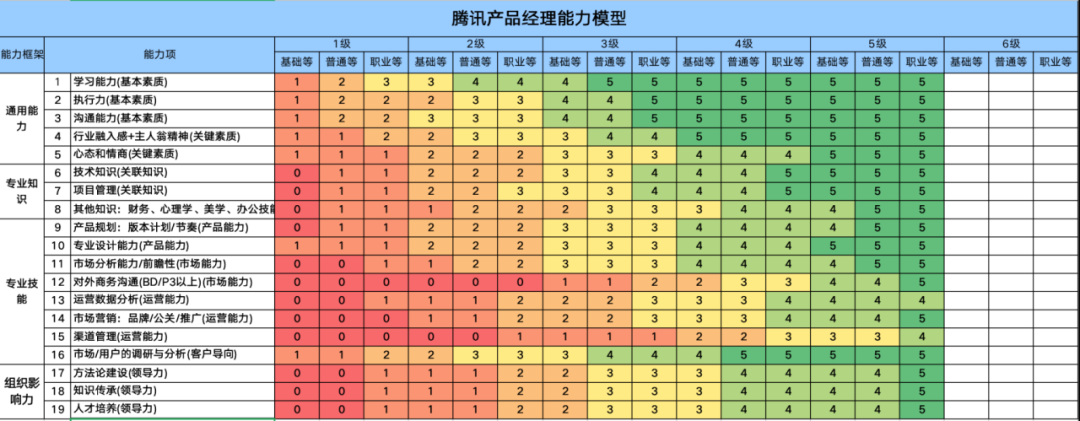 腾讯产品经理能力模型
能力框架 能力项 1级 2级 3级 4级 5级 6级
基础等 普通等 职业等 基础等 普通等 职业等 基础等 普通等 职业等 基础等 普通等 职业等 基础等 普通等 职业等 基础等 普通等 职业等
通用能力
1 学习能力(基本素质) 1 2 3 3 4 4 4 5 5 5 5 5 5 5 5
2 执行力(基本素质) 1 2 2 2 3 3 4 4 5 5 5 5 5 5 5
3 沟通能力(基本素质) 1 2 2 3 3 3 4 4 5 5 5 5 5 5 5
4 行业融入感+主人翁精神(关键素质) 1 1 2 2 3 3 3 4 4 5 5 5 5 5 5
5 心态和情商(关键素质) 1 1 1 2 2 2 3 3 3 4 4 4 5 5 5
专业知识
6 技术知识(关联知识) 0 1 1 2 2 2 3 3 4 4 4 5 5 5 5
7 项目管理(关联知识) 0 1 1 2 2 3 3 3 4 4 4 5 5 5 5
8 其他知识：财务、心理学、美学、办公技能 0 1 1 1 2 2 2 3 3 3 4 4 4 5 5
专业技能
9 产品规划：版本计划/节奏(产品能力) 0 1 1 2 2 2 3 3 3 4 4 4 4 5 5
10 专业设计能力(产品能力) 1 1 1 2 2 2 3 3 3 4 4 4 5 5 5
11 市场分析能力/前瞻性(市场能力) 0 0 1 1 2 2 3 3 3 4 4 4 4 5 5
12 对外商务沟通(BD/P3以上)(市场能力) 0 0 0 0 0 0 1 1 2 2 3 3 4 4 5
13 运营数据分析(运营能力) 0 0 1 1 1 2 2 2 3 3 3 4 4 4 4
14 市场营销：品牌/公关/推广(运营能力) 0 0 0 1 1 2 2 2 3 3 3 4 4 4 5
15 渠道管理(运营能力) 0 0 0 0 0 1 1 1 1 2 2 3 3 3 4
16 市场/用户的调研与分析(客户导向) 1 1 2 2 3 3 3 4 4 4 5 5 5 5 5
组织影响力
17 方法论建设(领导力) 0 0 1 1 1 2 2 3 3 3 4 4 4 4 5
18 知识传承(领导力) 0 0 1 1 1 2 2 3 3 3 4 4 4 4 5
19 人才培养(领导力) 0 0 1 1 1 2 2 3 3 3 4 4 4 4 5